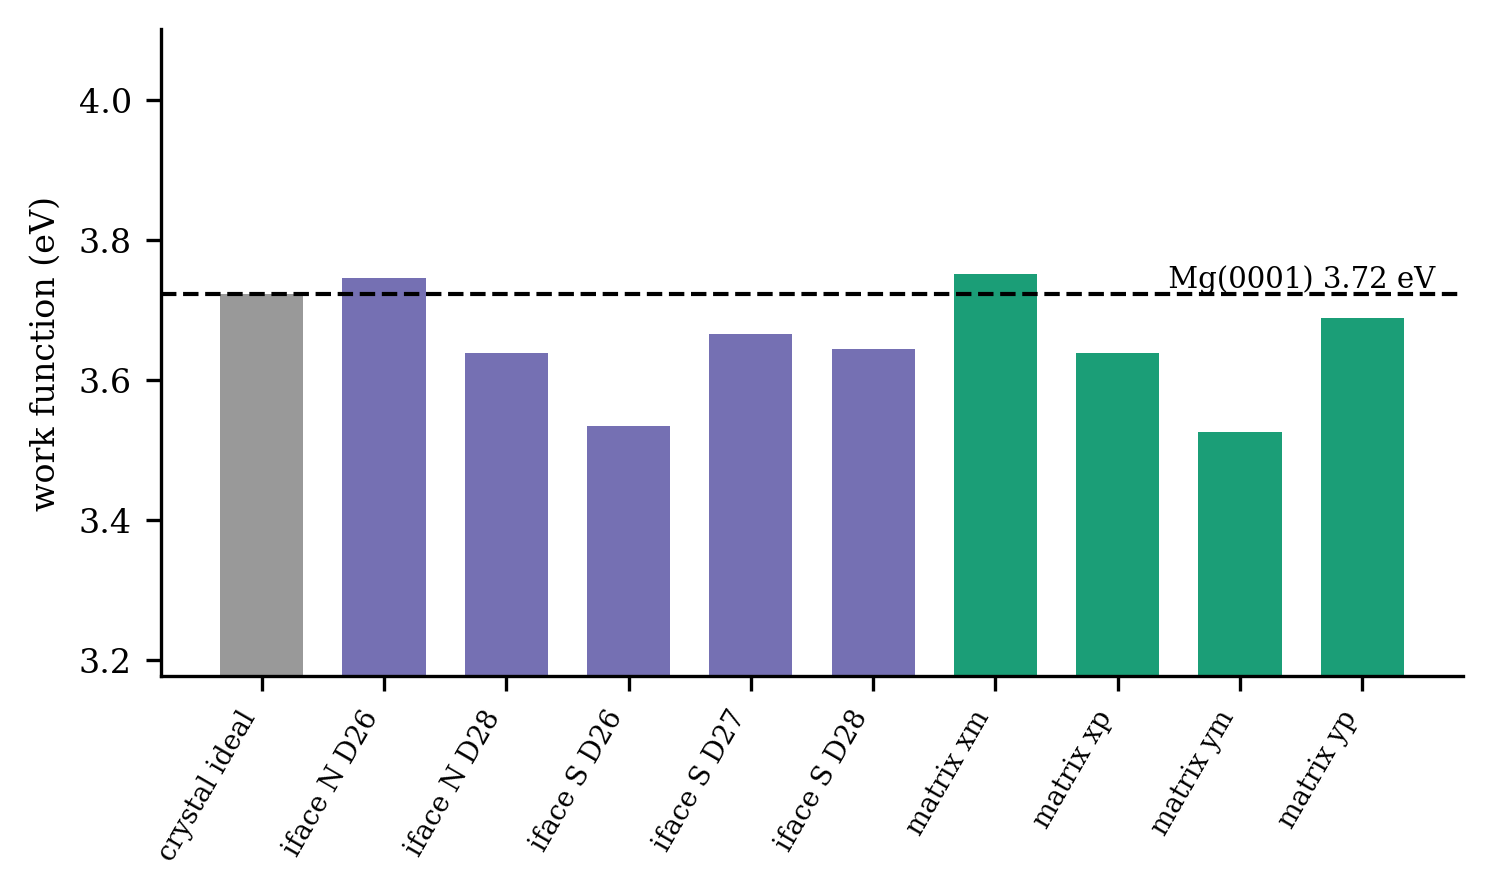 work function (eV)
4.0
3.8
3.6
3.4
3.2
Mg(0001) 3.72 eV
crystal ideal
iface N D26
iface N D28
iface S D26
iface S D27
iface S D28
matrix xm
matrix xp
matrix ym
matrix yp